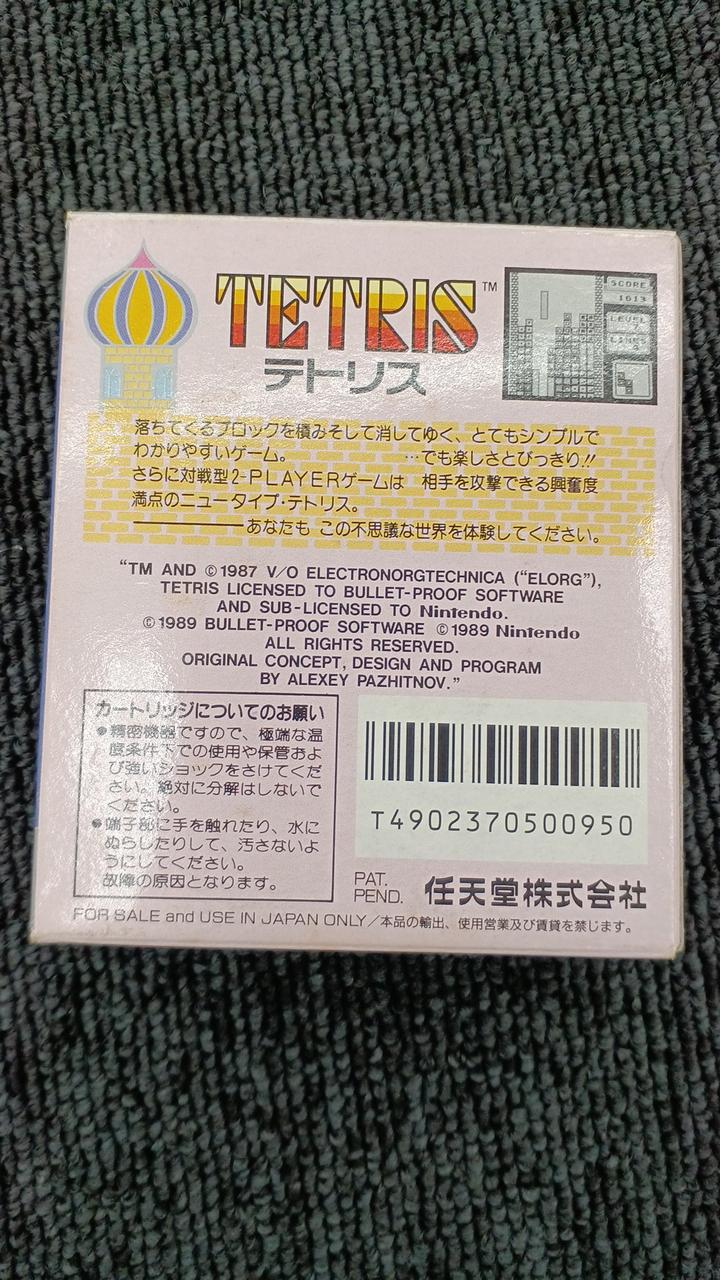 TETRIS™
テトリス
SCORE
1613
LEVEL
LINES
落ちてくるブロックを積みそして消してゆく、とてもシンプルで
わかりやすいゲーム。 …でも楽しさとびっきり!!
さらに対戦型2-PLAYERゲームは 相手を攻撃できる興奮度
満点のニュータイプ・テトリス。
————あなたも この不思議な世界を体験してください。
“TM AND ©1987 V/O ELECTRONORGTECHNICA (“ELORG”),
TETRIS LICENSED TO BULLET-PROOF SOFTWARE
AND SUB-LICENSED TO Nintendo.
©1989 BULLET-PROOF SOFTWARE ©1989 Nintendo
ALL RIGHTS RESERVED.
ORIGINAL CONCEPT, DESIGN AND PROGRAM
BY ALEXEY PAZHITNOV.”
カートリッジについてのお願い
●精密機器ですので、極端な温
度条件下での使用や保管およ
び強いショックをさけてくだ
さい。絶対に分解はしないで
ください。
●端子部に手を触れたり、水に
ぬらしたりして、汚さないよ
うにしてください。
故障の原因となります。
T4902370500950
PAT.
PEND.
任天堂株式会社
FOR SALE and USE IN JAPAN ONLY/本品の輸出、使用営業及び賃貸を禁じます。